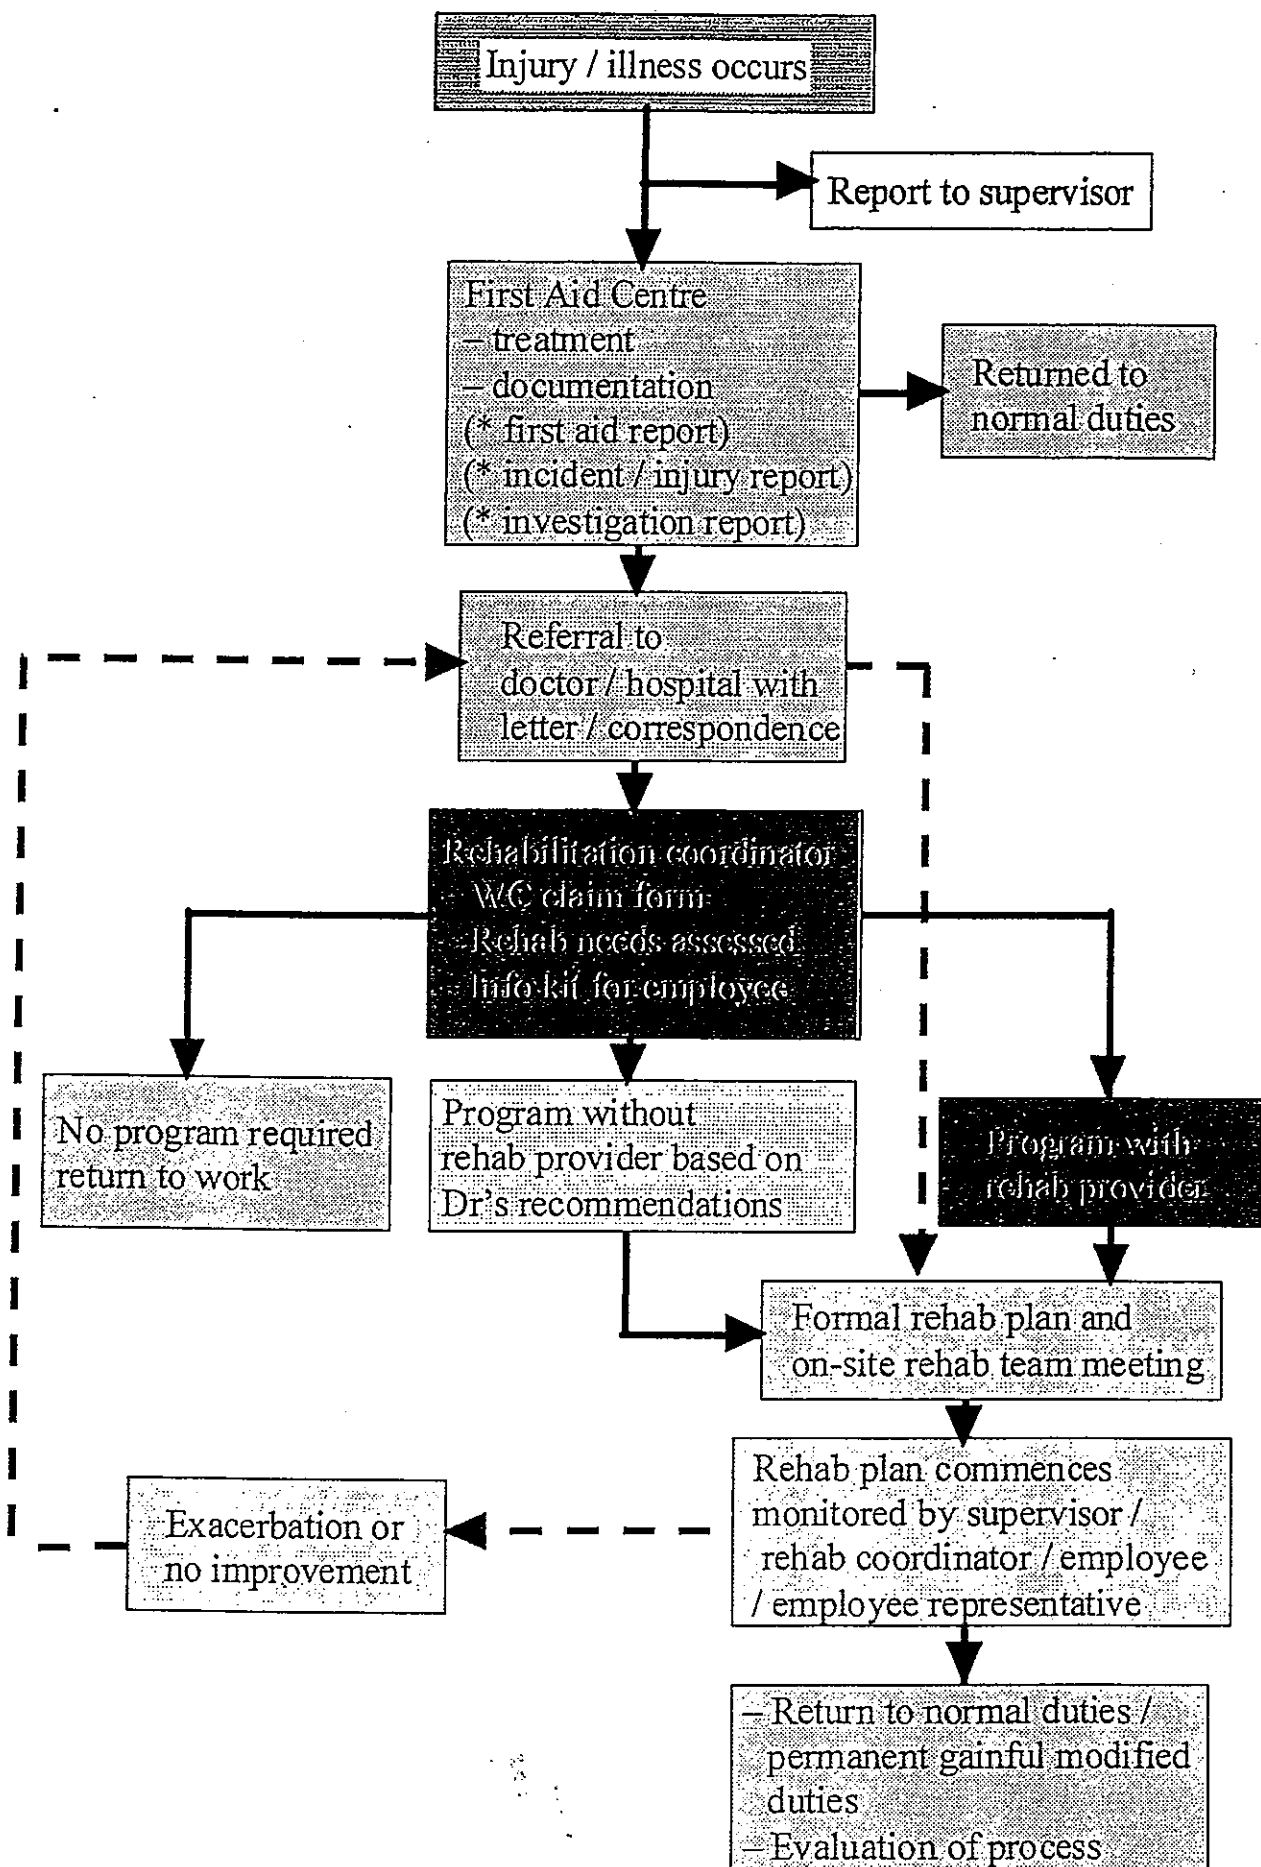 Injury / illness occurs
Report to supervisor
First Aid Centre
– treatment
– documentation
(* first aid report)
(* incident / injury report)
(* investigation report)
Returned to
normal duties
Referral to
doctor / hospital with
letter / correspondence
Rehabilitation coordinator
– WC claim form
– Rehab needs assessed
– Info kit for employee
No program required
return to work
Program without
rehab provider based on
Dr's recommendations
Program with
rehab provider
Formal rehab plan and
on-site rehab team meeting
Rehab plan commences
monitored by supervisor /
rehab coordinator / employee
/ employee representative
Exacerbation or
no improvement
– Return to normal duties /
permanent gainful modified
duties
– Evaluation of process